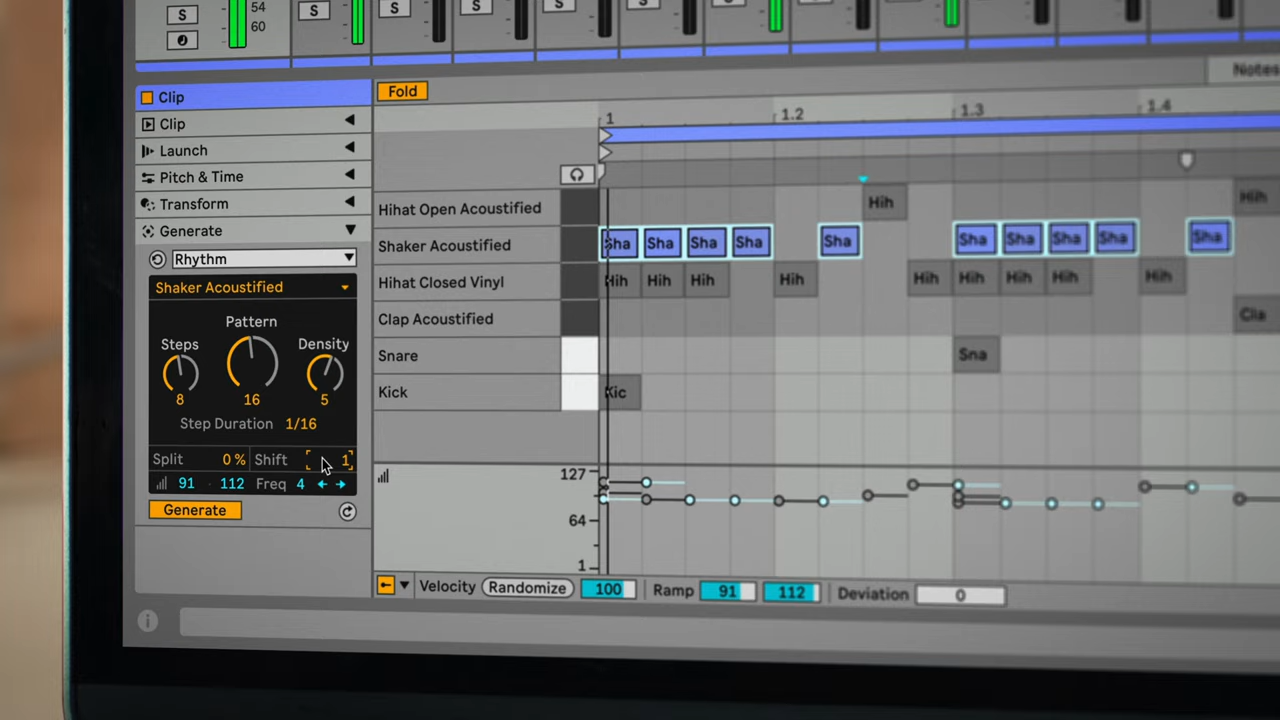 S
54
60
S
S
S
S
S
Clip
Fold
Notes
1
1.2
1.3
1.4
Clip
Launch
Pitch & Time
Transform
Generate
Rhythm
Hihat Open Acoustified
Hih
Hih
Shaker Acoustified
Sha Sha Sha Sha Sha Sha Sha Sha Sha Sha
Hihat Closed Vinyl
Hih Hih Hih Hih Hih Hih Hih Hih Hih
Clap Acoustified
Cla
Snare
Sna
Kick
Kic
Shaker Acoustified
Pattern
Steps
Density
8
16
5
Step Duration 1/16
Split 0 % Shift 1
91 - 112 Freq 4
Generate
127
64
1
Velocity Randomize 100 Ramp 91 112 Deviation 0